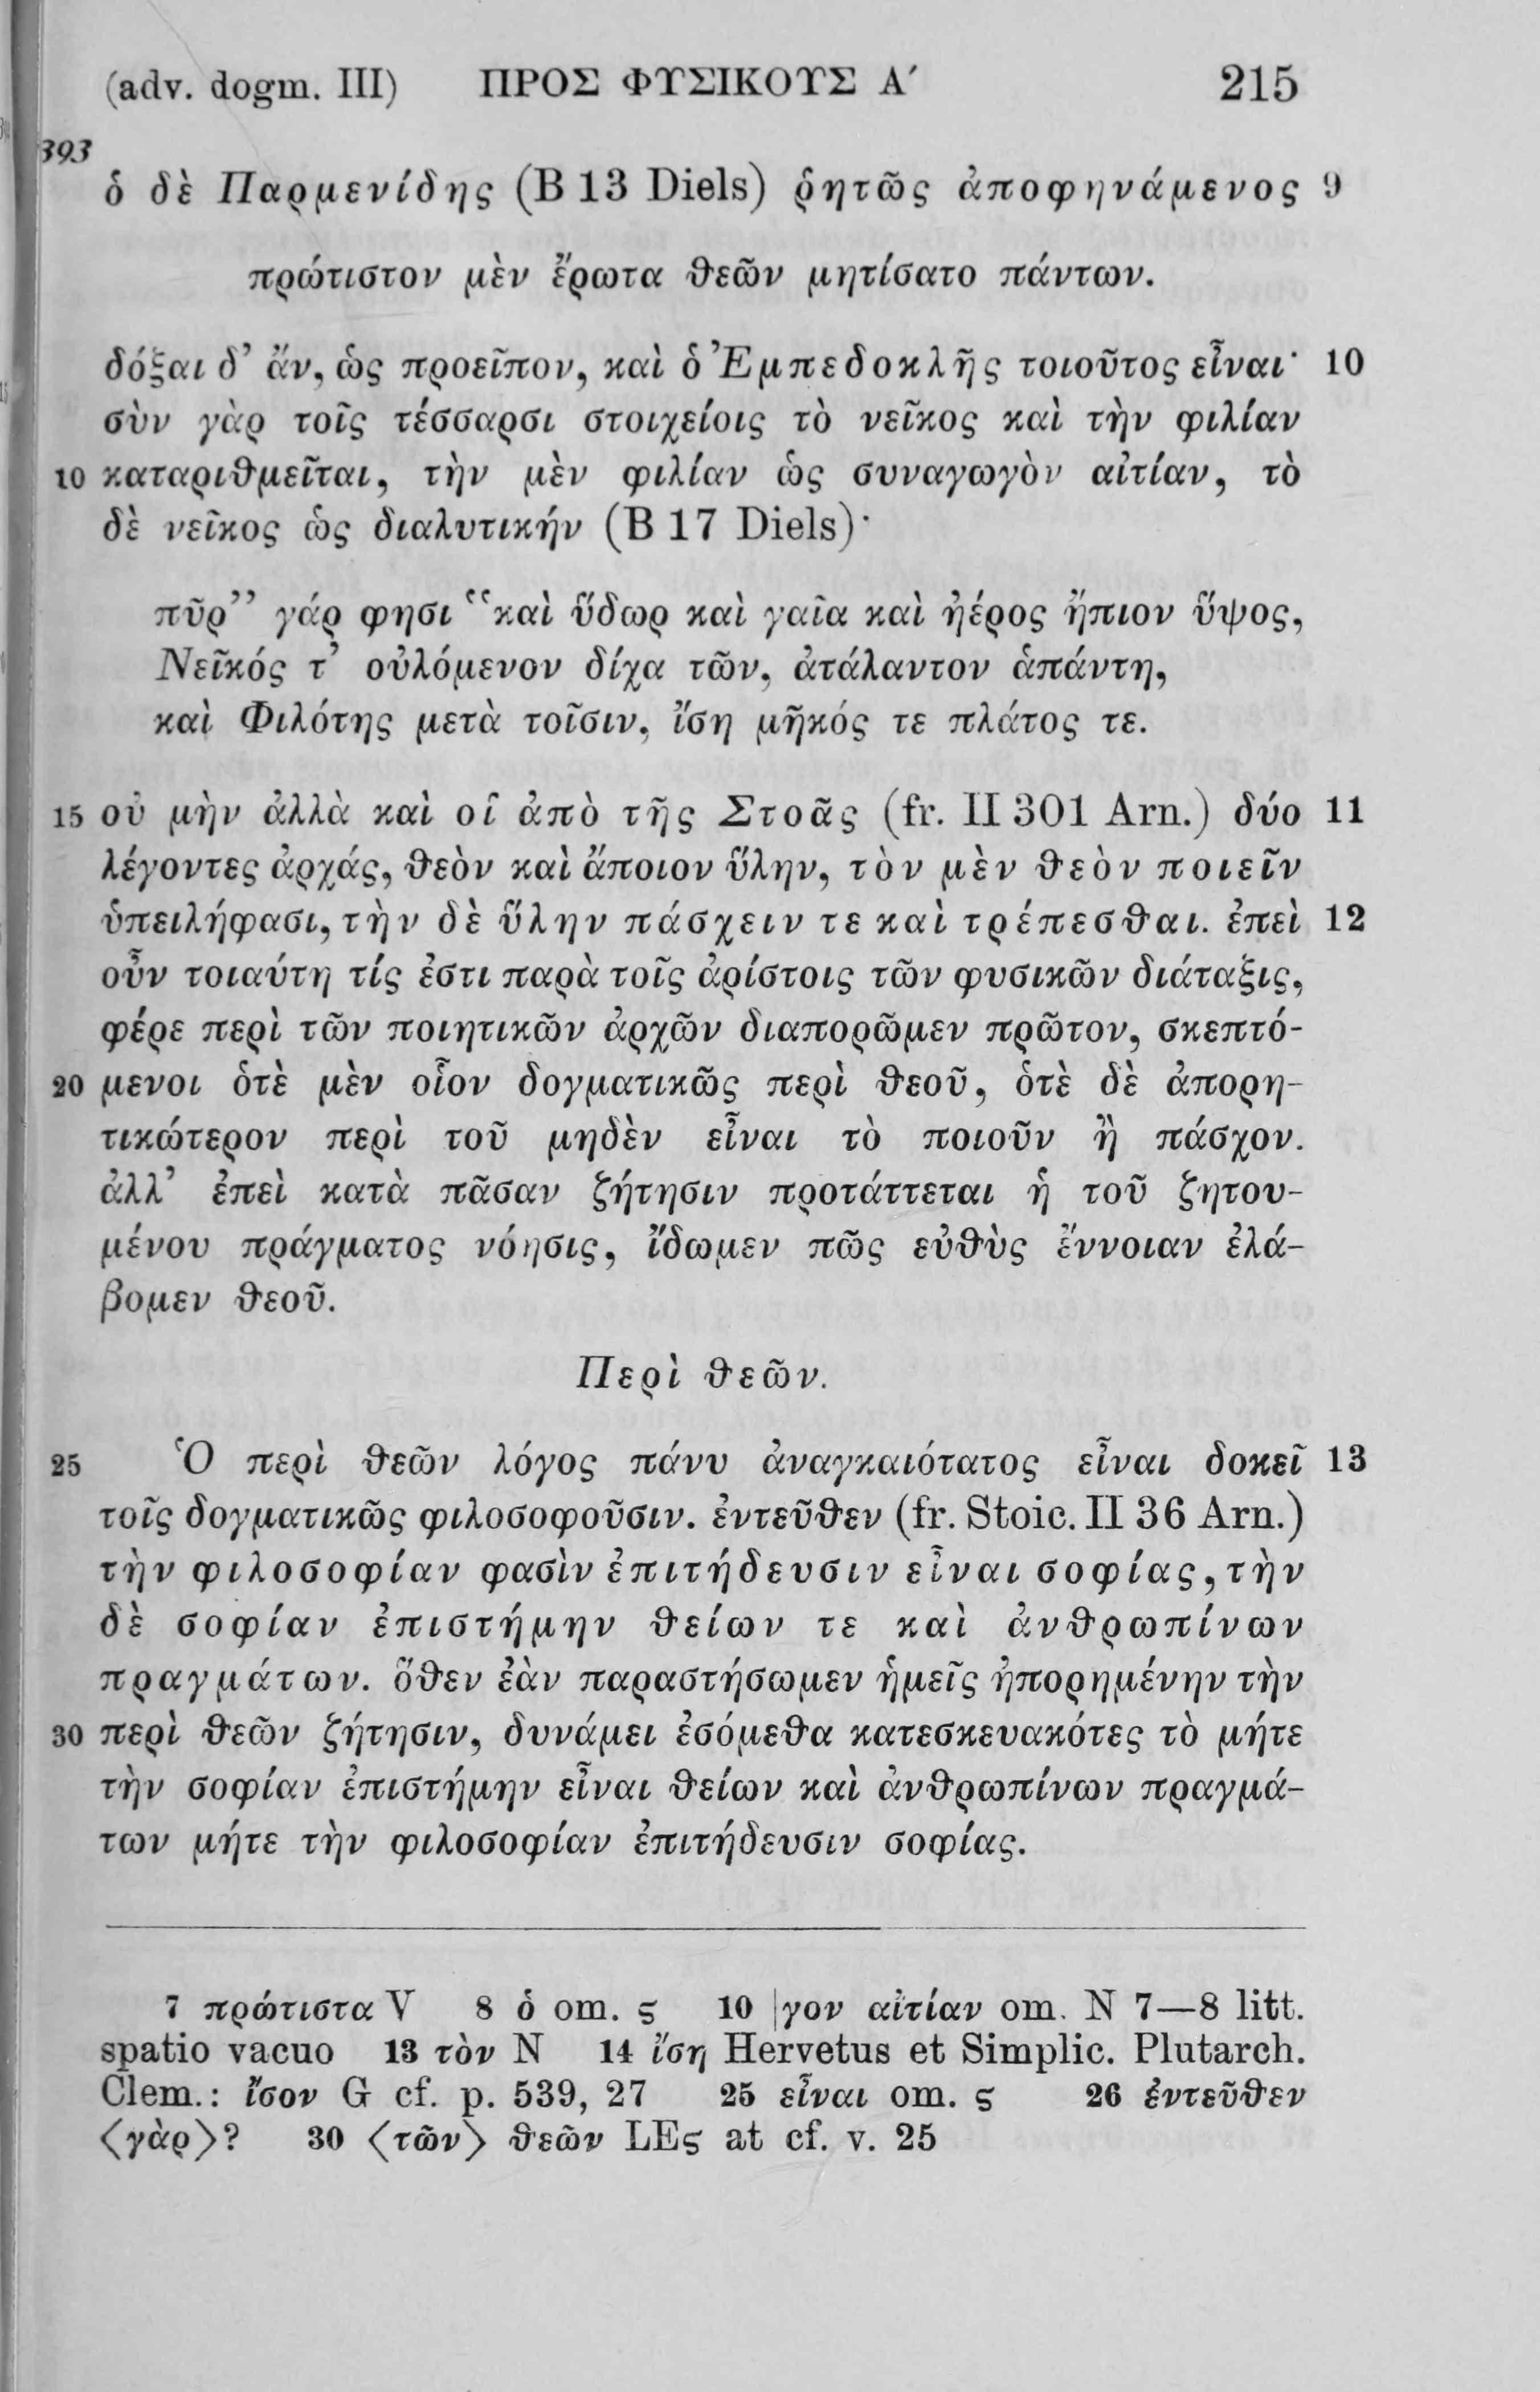 (adv. dogm. III) ΠΡΟΣ ΦΥΣΙΚΟΥΣ Α΄ 215
393
ὁ δὲ Παρμενίδης (B 13 Diels) ῥητῶς ἀποφηνάμενος 9
πρώτιστον μὲν ἔρωτα θεῶν μητίσατο πάντων.
δόξαι δ’ ἄν, ὡς προεῖπον, καὶ ὁ Ἐμπεδοκλῆς τοιοῦτος εἶναι· 10
σὺν γὰρ τοῖς τέσσαρσι στοιχείοις τὸ νεῖκος καὶ τὴν φιλίαν
10 καταριθμεῖται, τὴν μὲν φιλίαν ὡς συναγωγὸν αἰτίαν, τὸ
δὲ νεῖκος ὡς διαλυτικήν (B 17 Diels)·
πῦρ” γάρ φησι “καὶ ὕδωρ καὶ γαῖα καὶ ἠέρος ἤπιον ὕψος,
Νεῖκός τ’ οὐλόμενον δίχα τῶν, ἀτάλαντον ἁπάντη,
καὶ Φιλότης μετὰ τοῖσιν, ἴση μῆκός τε πλάτος τε.
15 οὐ μὴν ἀλλὰ καὶ οἱ ἀπὸ τῆς Στοᾶς (fr. II 301 Arn.) δύο 11
λέγοντες ἀρχάς, θεὸν καὶ ἄποιον ὕλην, τὸν μὲν θεὸν ποιεῖν
ὑπειλήφασι, τὴν δὲ ὕλην πάσχειν τε καὶ τρέπεσθαι. ἐπεὶ 12
οὖν τοιαύτη τίς ἐστι παρὰ τοῖς ἀρίστοις τῶν φυσικῶν διάταξις,
φέρε περὶ τῶν ποιητικῶν ἀρχῶν διαπορῶμεν πρῶτον, σκεπτό-
20 μενοι ὁτὲ μὲν οἷον δογματικῶς περὶ θεοῦ, ὁτὲ δὲ ἀπορη-
τικώτερον περὶ τοῦ μηδὲν εἶναι τὸ ποιοῦν ἢ πάσχον.
ἀλλ’ ἐπεὶ κατὰ πᾶσαν ζήτησιν προτάττεται ἡ τοῦ ζητου-
μένου πράγματος νόησις, ἴδωμεν πῶς εὐθὺς ἔννοιαν ἐλά-
βομεν θεοῦ.
Περὶ θεῶν.
25 Ὁ περὶ θεῶν λόγος πάνυ ἀναγκαιότατος εἶναι δοκεῖ 13
τοῖς δογματικῶς φιλοσοφοῦσιν. ἐντεῦθεν (fr. Stoic. II 36 Arn.)
τὴν φιλοσοφίαν φασὶν ἐπιτήδευσιν εἶναι σοφίας, τὴν
δὲ σοφίαν ἐπιστήμην θείων τε καὶ ἀνθρωπίνων
πραγμάτων. ὅθεν ἐὰν παραστήσωμεν ἡμεῖς ἠπορημένην τὴν
30 περὶ θεῶν ζήτησιν, δυνάμει ἐσόμεθα κατεσκευακότες τὸ μήτε
τὴν σοφίαν ἐπιστήμην εἶναι θείων καὶ ἀνθρωπίνων πραγμά-
των μήτε τὴν φιλοσοφίαν ἐπιτήδευσιν σοφίας.
7 πρώτιστα V 8 ὁ om. ς 10 |γον αἰτίαν om. N 7—8 litt.
spatio vacuo 13 τὸν N 14 ἴση Hervetus et Simplic. Plutarch.
Clem.: ἴσον G cf. p. 539, 27 25 εἶναι om. ς 26 ἐντεῦθεν
⟨γὰρ⟩? 30 ⟨τῶν⟩ θεῶν LEς at cf. v. 25